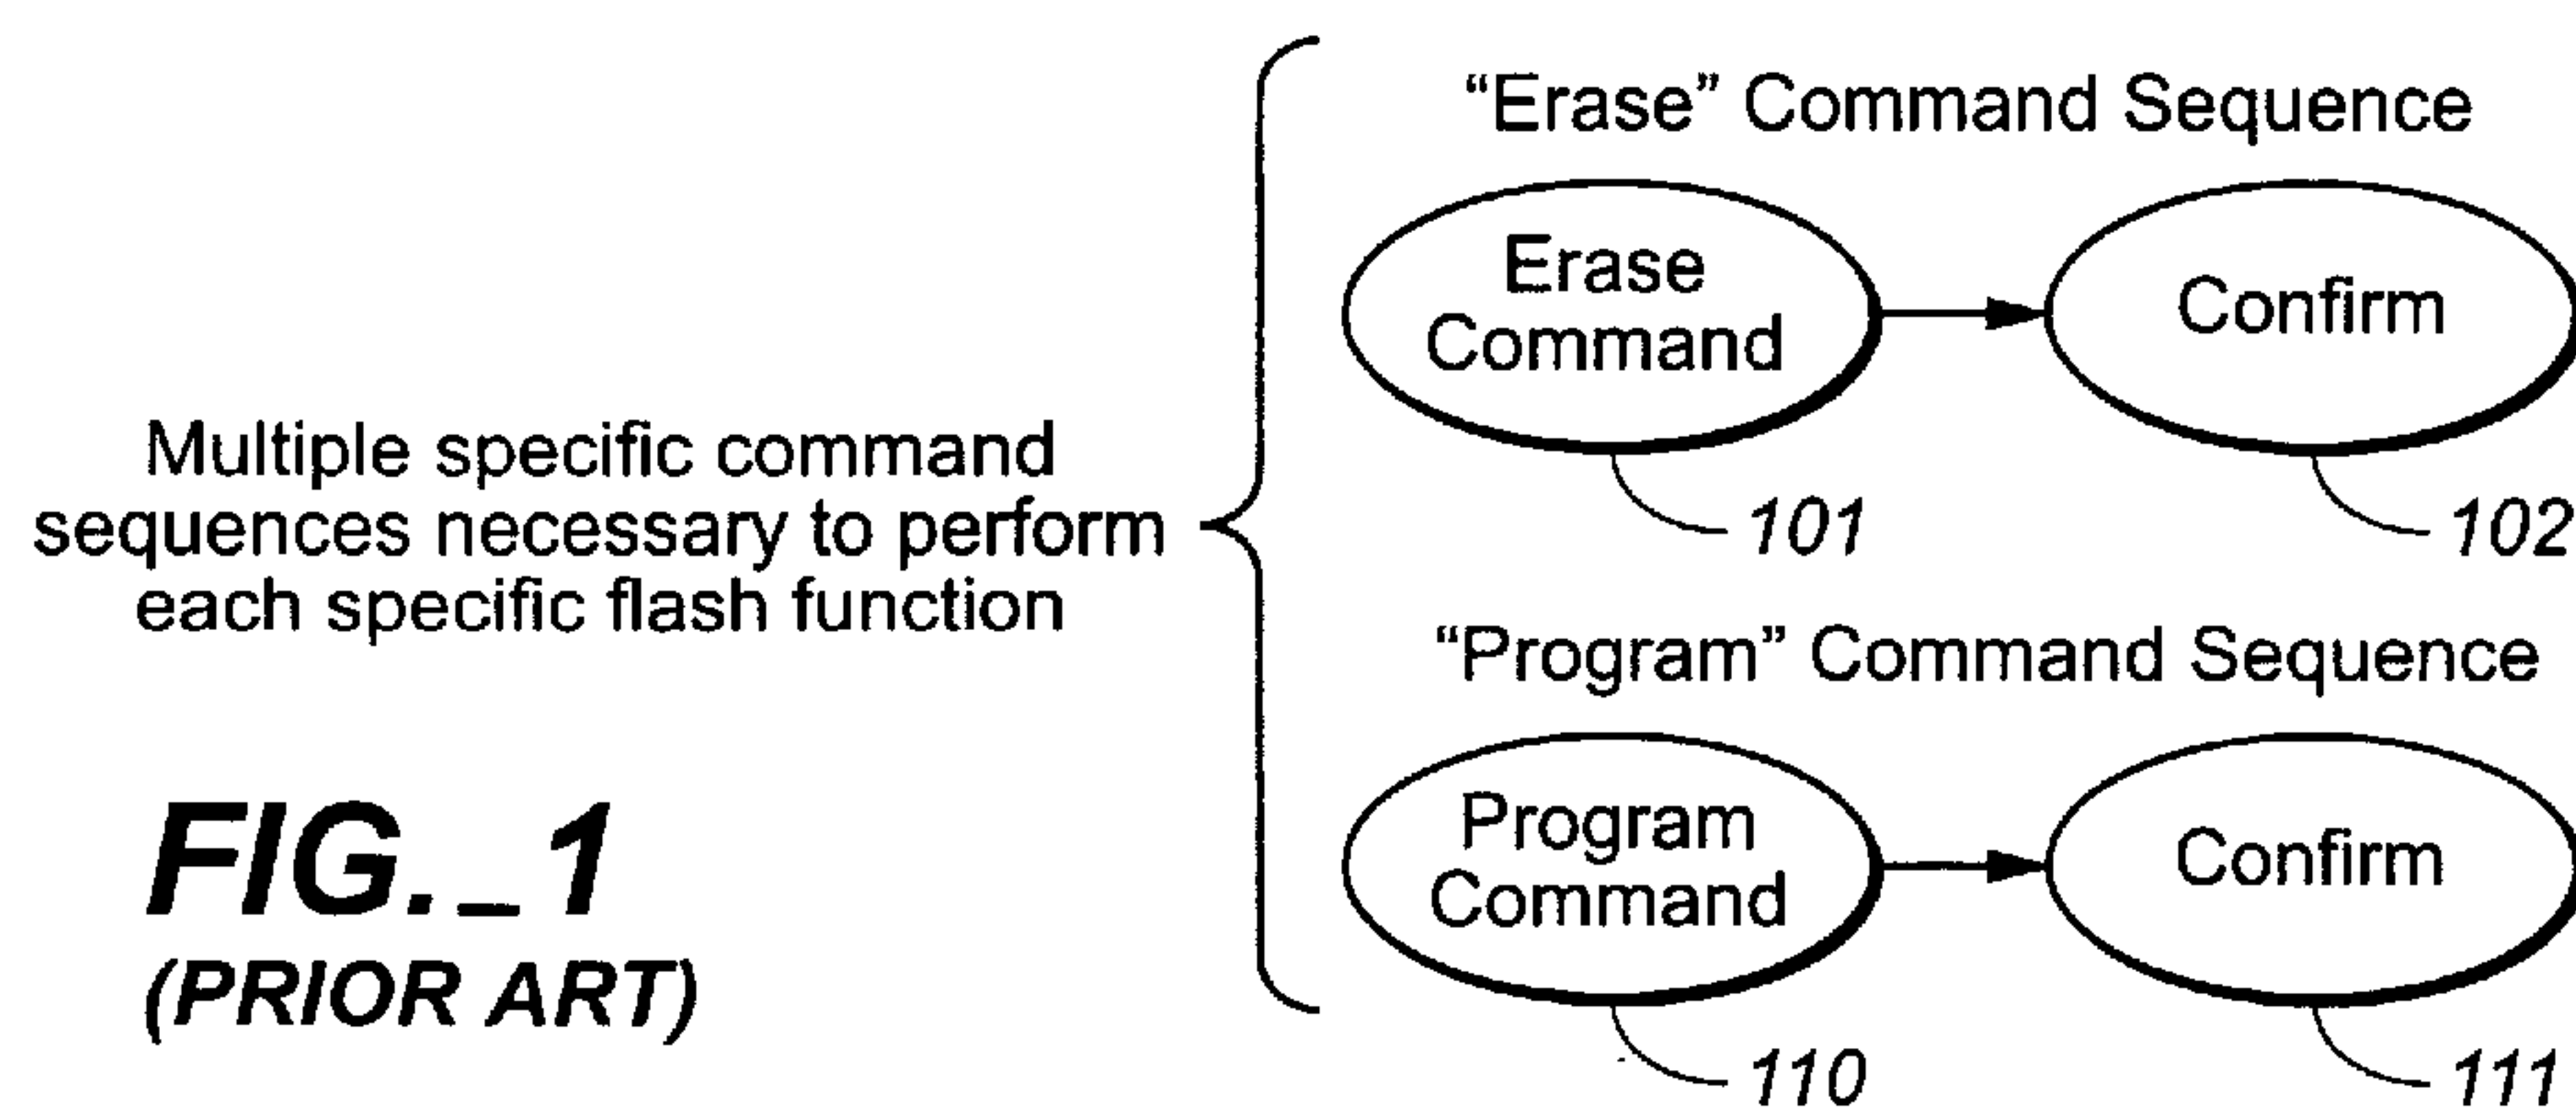 Multiple specific command
sequences necessary to perform
each specific flash function
“Erase” Command Sequence
Erase
Command
Confirm
101
102
“Program” Command Sequence
Program
Command
Confirm
110
111
FIG._1
(PRIOR ART)